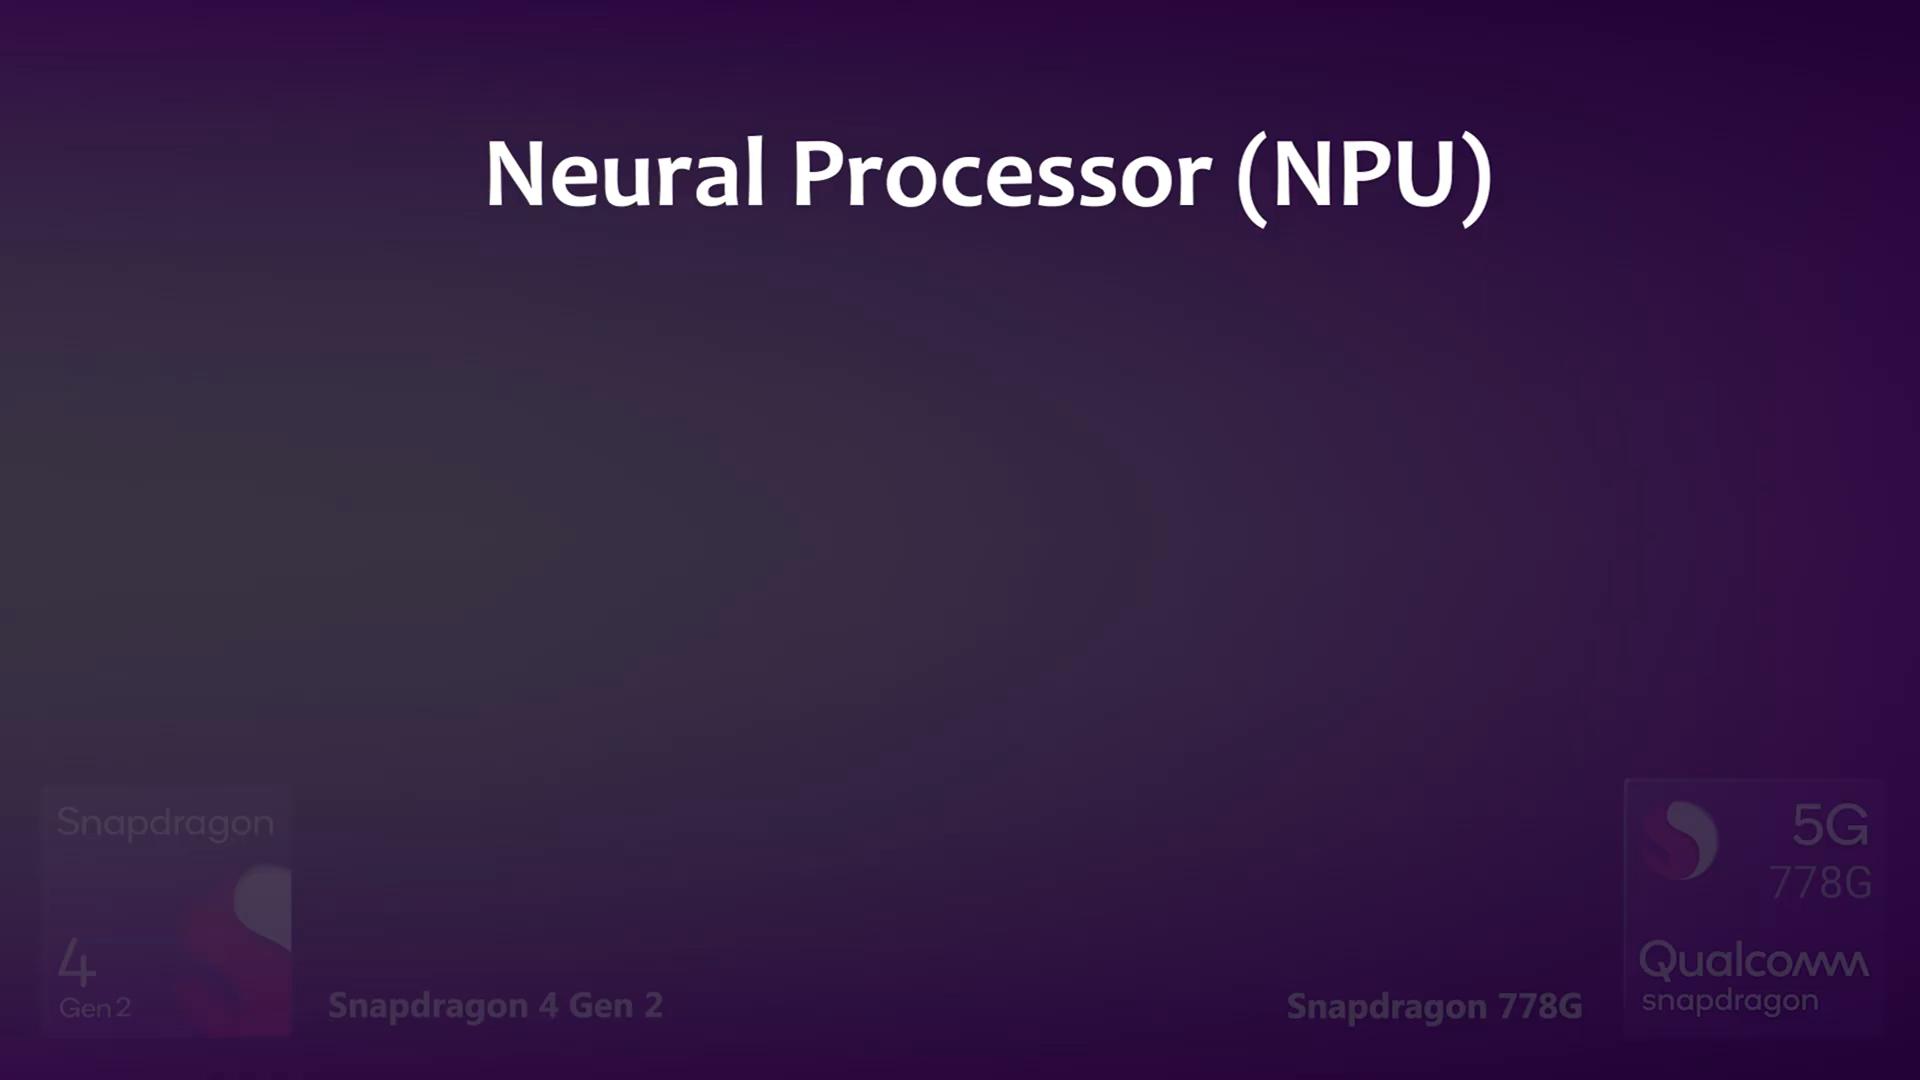 Neural Processor (NPU)
Snapdragon
4
Gen 2
Snapdragon 4 Gen 2
Snapdragon 778G
5G
778G
Qualcomm
snapdragon